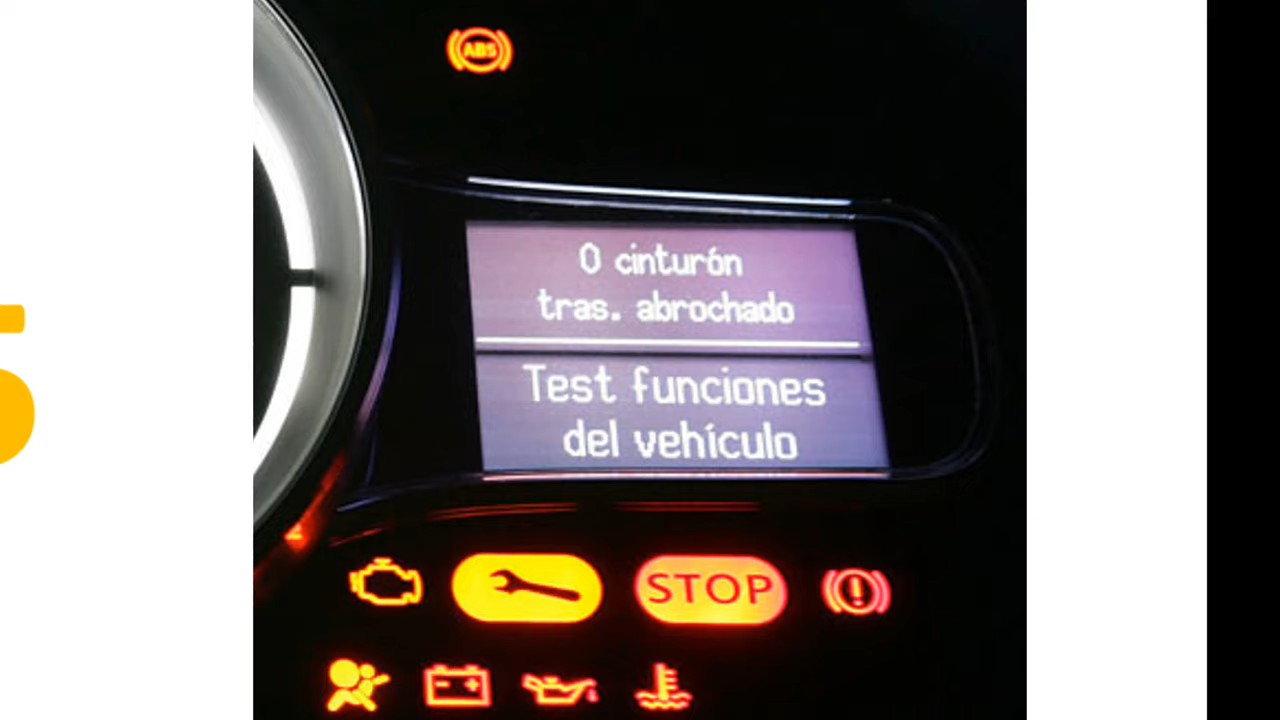 ABS
0 cinturón
tras. abrochado
Test funciones
del vehículo
STOP